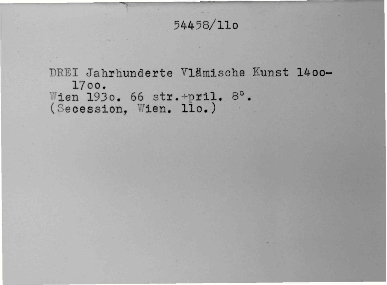 54458/11o
DREI Jahrhunderte Vlämische Kunst 14oo-
17oo.
Wien 193o. 66 str.+pril. 8°.
(Secession, Wien. 11o.)